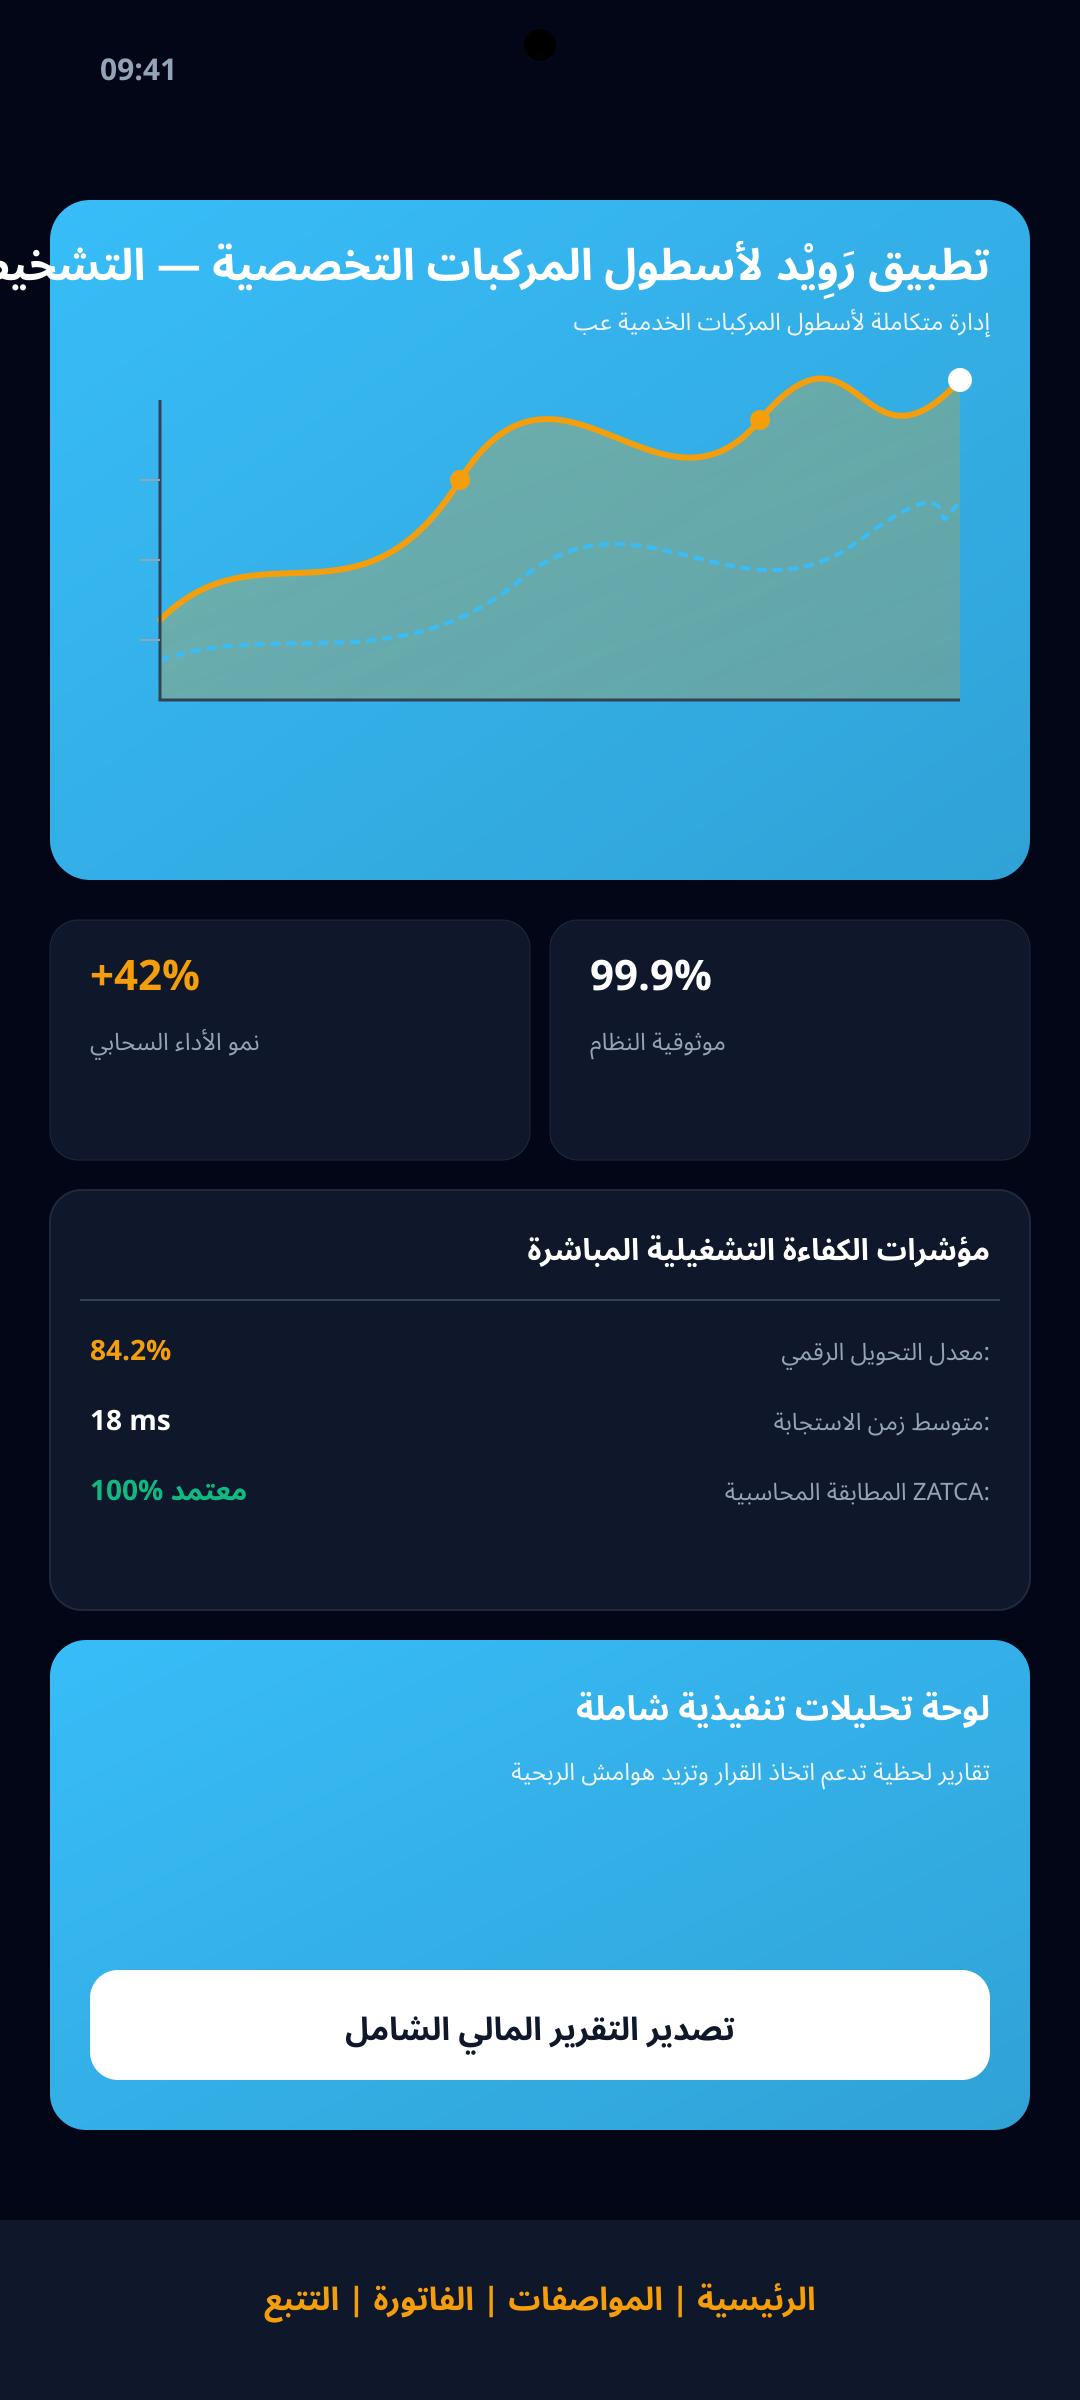 09:41
تطبيق رَوِيْد لأسطول المركبات التخصصية —
إدارة متكاملة لأسطول المركبات الخدمية عب
99.9%
موثوقية النظام
+42%
نمو الأداء السحابي
مؤشرات الكفاءة التشغيلية المباشرة
معدل التحويل الرقمي:
84.2%
متوسط زمن الاستجابة:
18 ms
المطابقة المحاسبية ZATCA:
100% معتمد
لوحة تحليلات تنفيذية شاملة
تقارير لحظية تدعم اتخاذ القرار وتزيد هوامش الربحية
تصدير التقرير المالي الشامل
الرئيسية | المواصفات | الفاتورة | التتبع